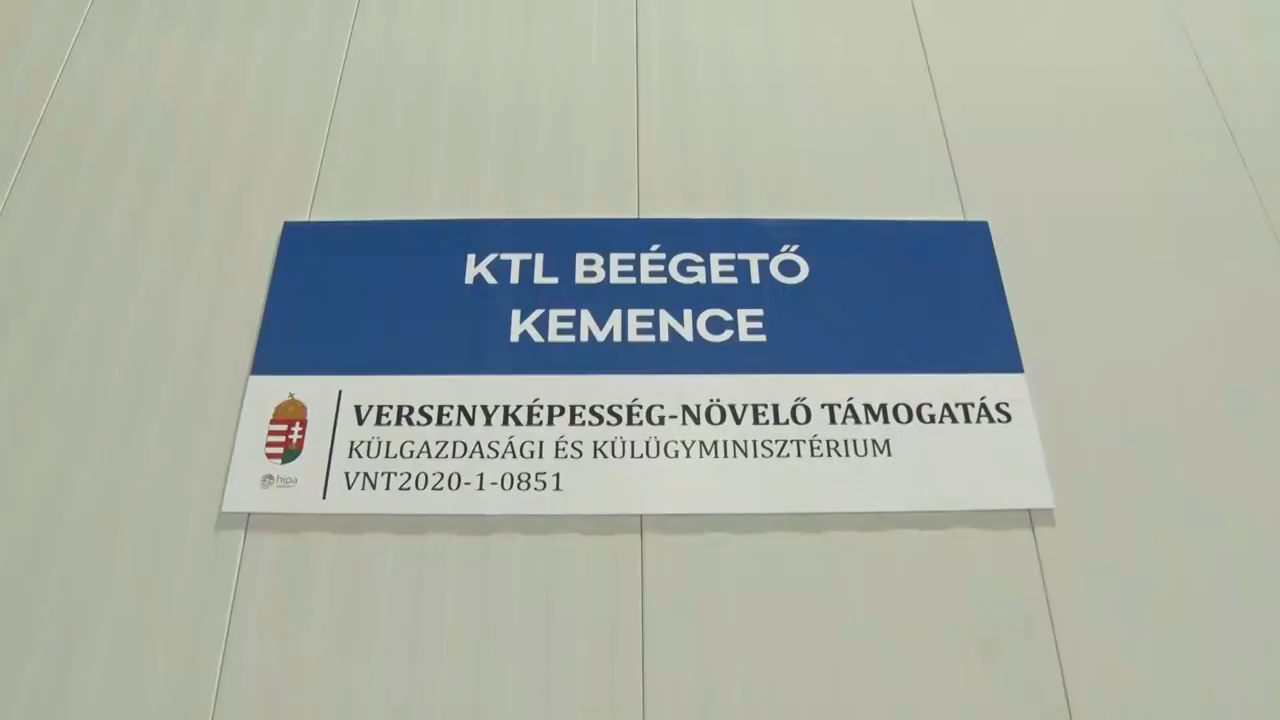 KTL BEÉGETŐ
KEMENCE
VERSENYKÉPESSÉG-NÖVELŐ TÁMOGATÁS
KÜLGAZDASÁGI ÉS KÜLÜGYMINISZTÉRIUM
VNT2020-1-0851
hipa